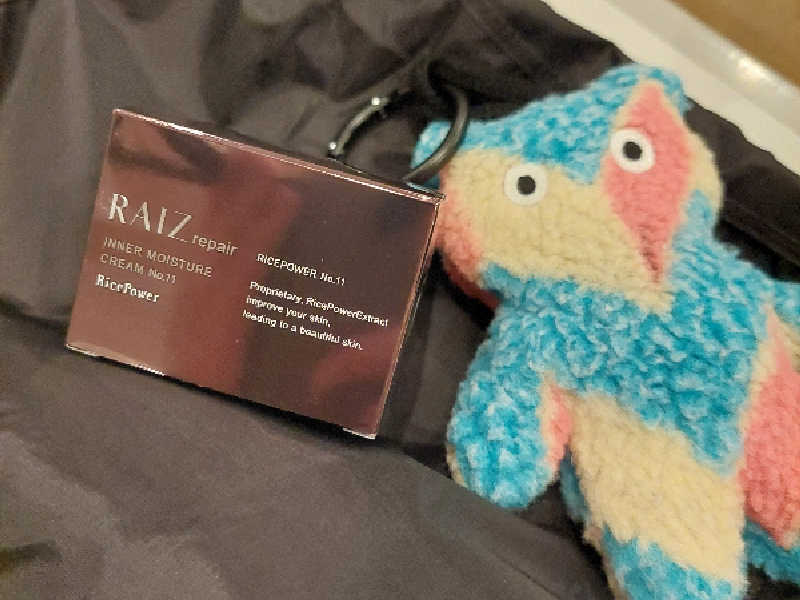 RAIZ repair
INNER MOISTURE
CREAM No.11
RicePower
RICEPOWER No.11
Proprietary, RicePowerExtract
improve your skin,
leading to a beautiful skin.